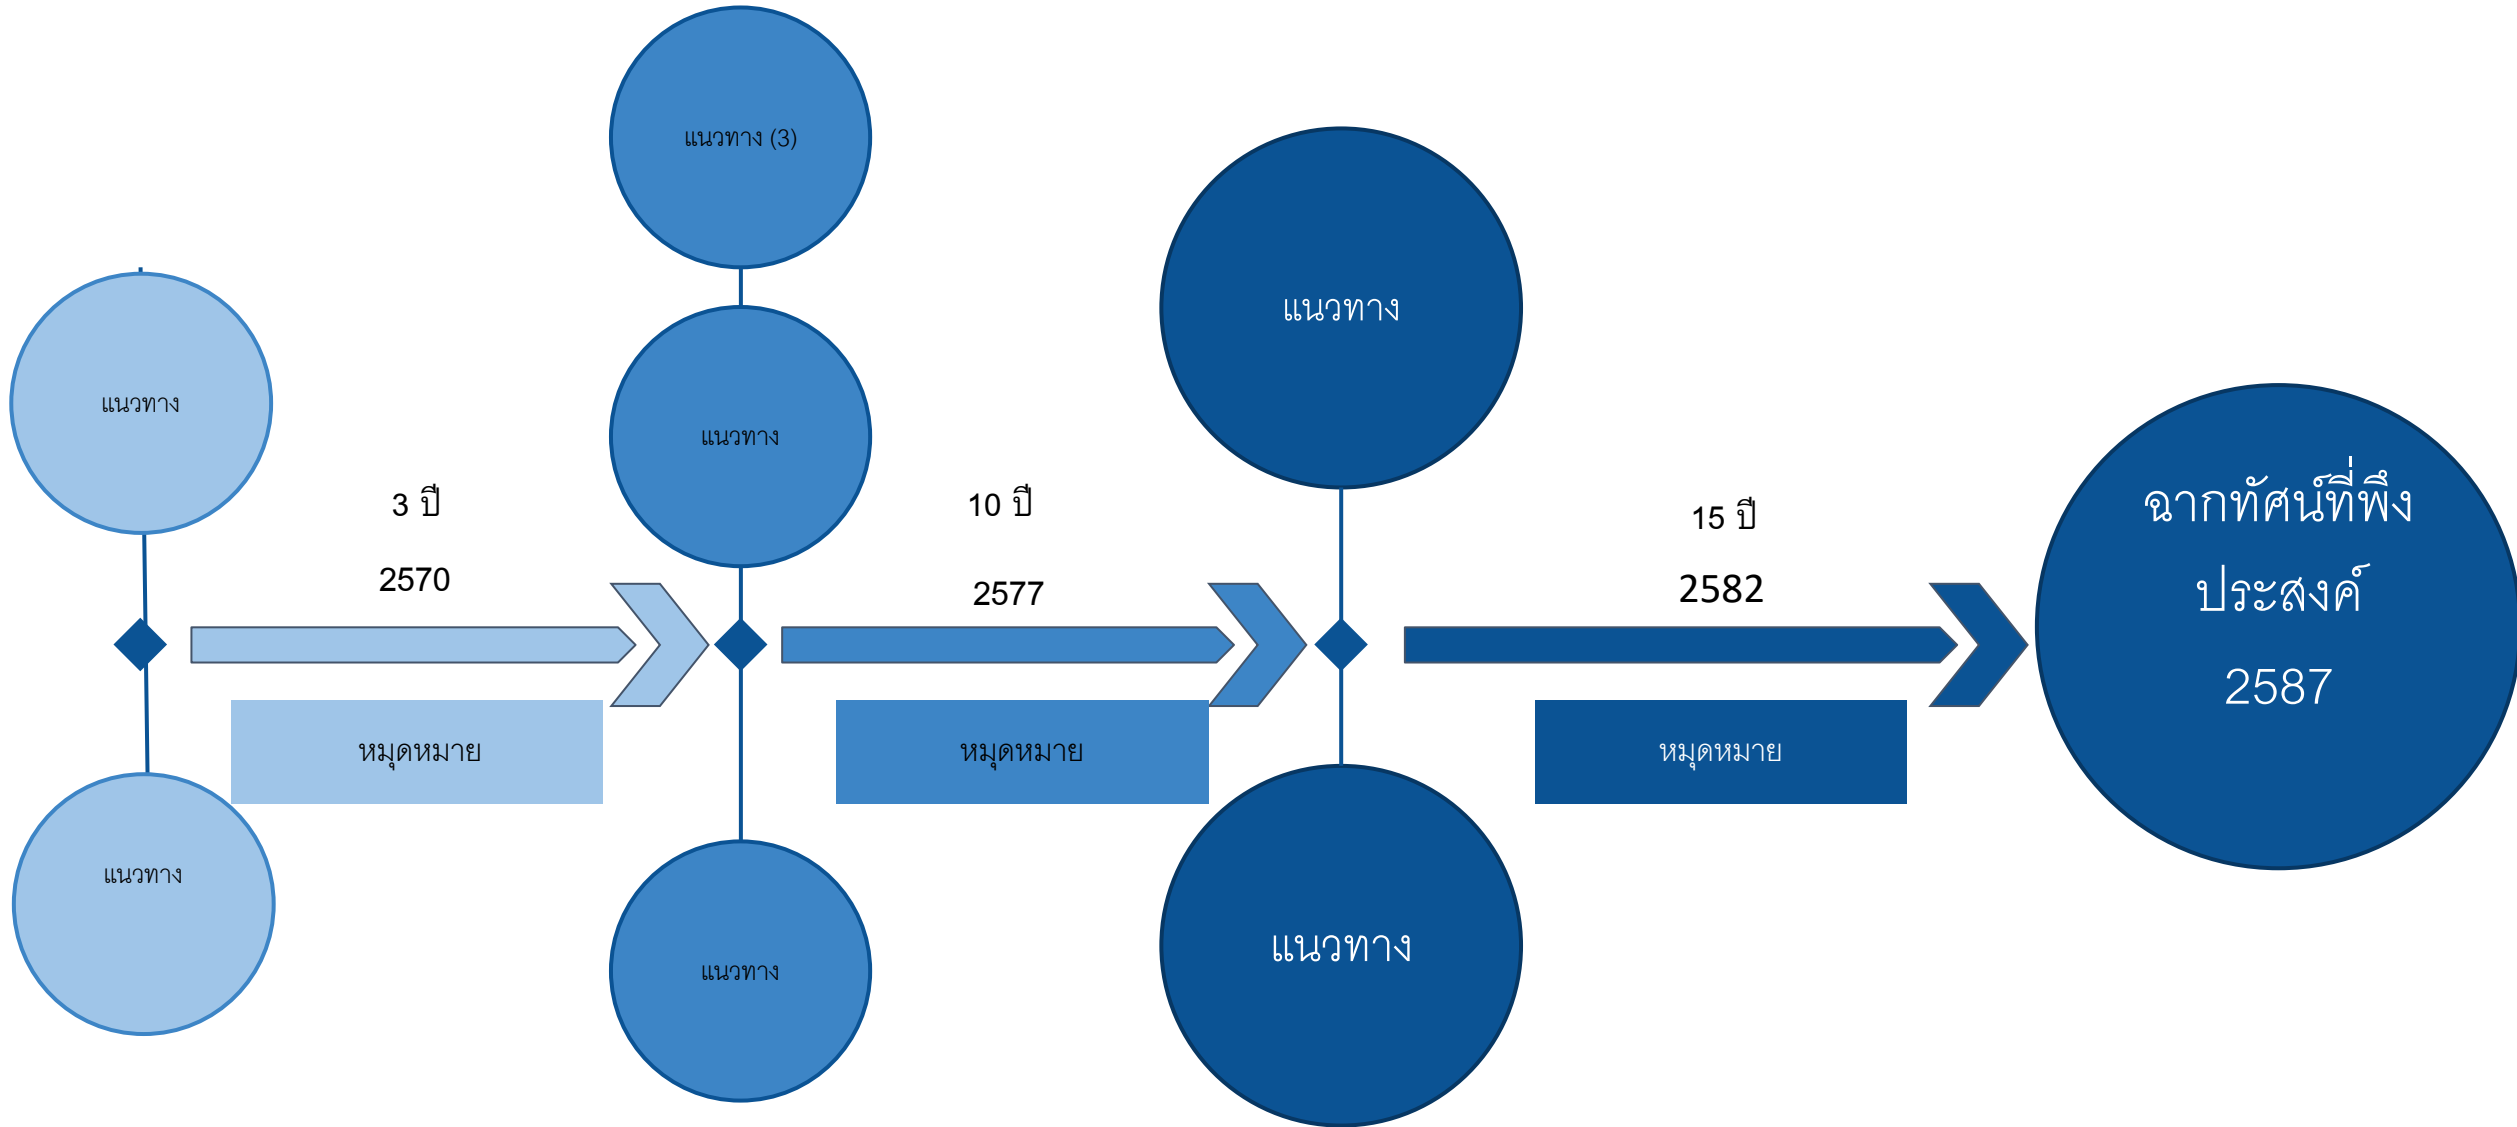 แนวทาง (3)
แนวทาง
แนวทาง
แนวทาง
3 ปี
2570
10 ปี
2577
15 ปี
2582
ฉากทัศน์ที่พึง
ประสงค์
2587
หมุดหมาย
หมุดหมาย
หมุดหมาย
แนวทาง
แนวทาง
แนวทาง